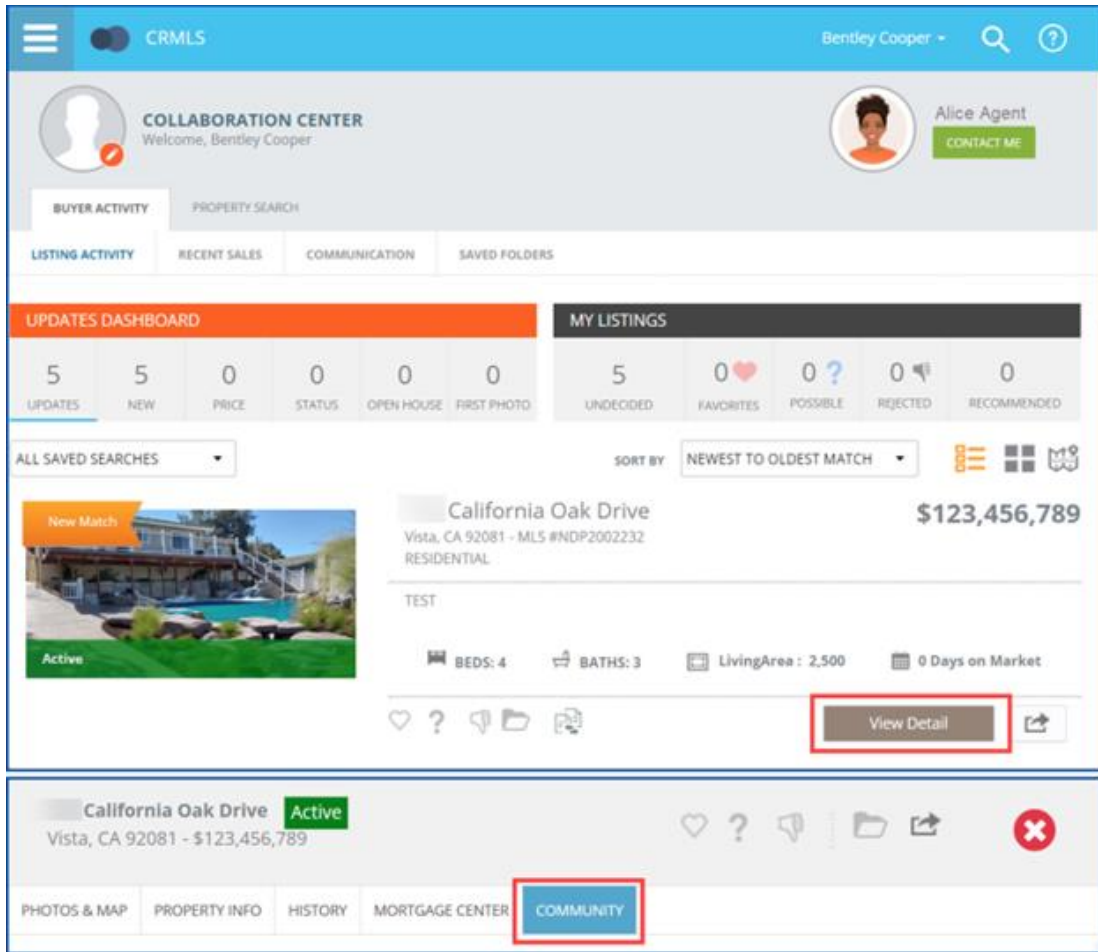 CRMLS
Bentley Cooper
COLLABORATION CENTER
Welcome, Bentley Cooper
Alice Agent
CONTACT ME
BUYER ACTIVITY PROPERTY SEARCH
LISTING ACTIVITY RECENT SALES COMMUNICATION SAVED FOLDERS
UPDATES DASHBOARD
5 5 0 0 0 0
UPDATES NEW PRICE STATUS OPEN HOUSE FIRST PHOTO
MY LISTINGS
5 0 0 ? 0 0
UNDECIDED FAVORITES POSSIBLE REJECTED RECOMMENDED
ALL SAVED SEARCHES
SORT BY NEWEST TO OLDEST MATCH
New Match
Active
California Oak Drive
$123,456,789
Vista, CA 92081 - MLS #NDP2002232
RESIDENTIAL
TEST
BEDS: 4 BATHS: 3 LivingArea : 2,500 0 Days on Market
?
View Detail
California Oak Drive Active
Vista, CA 92081 - $123,456,789
?
PHOTOS & MAP PROPERTY INFO HISTORY MORTGAGE CENTER COMMUNITY